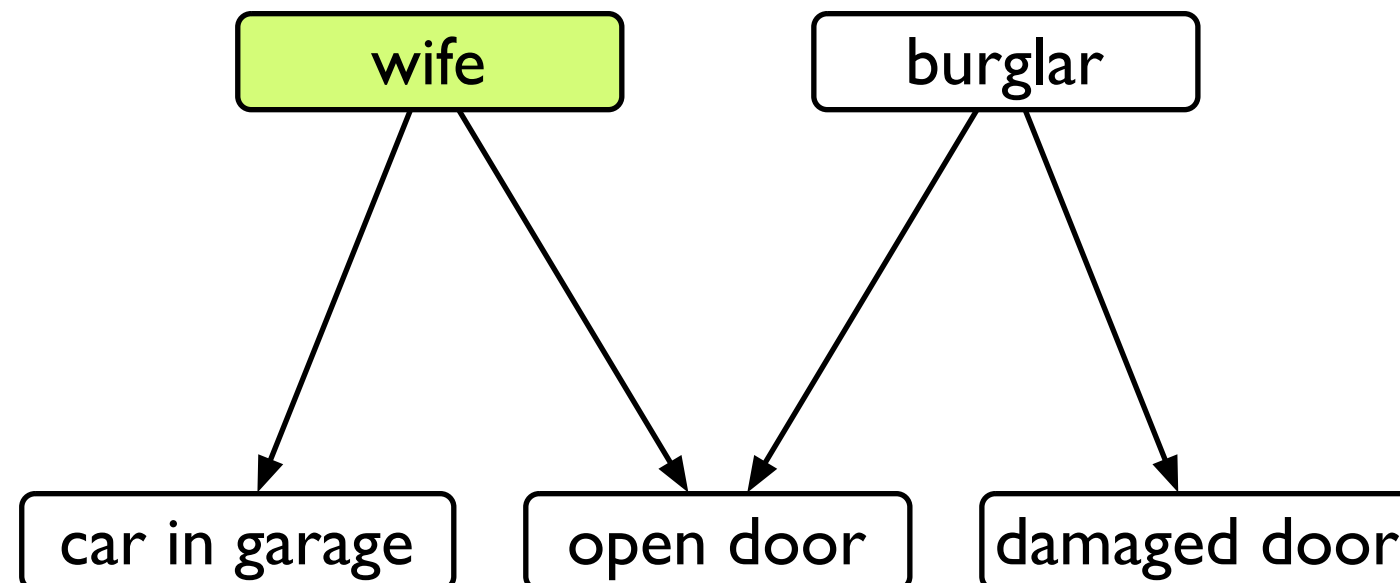 wife
burglar
car in garage
open door
damaged door